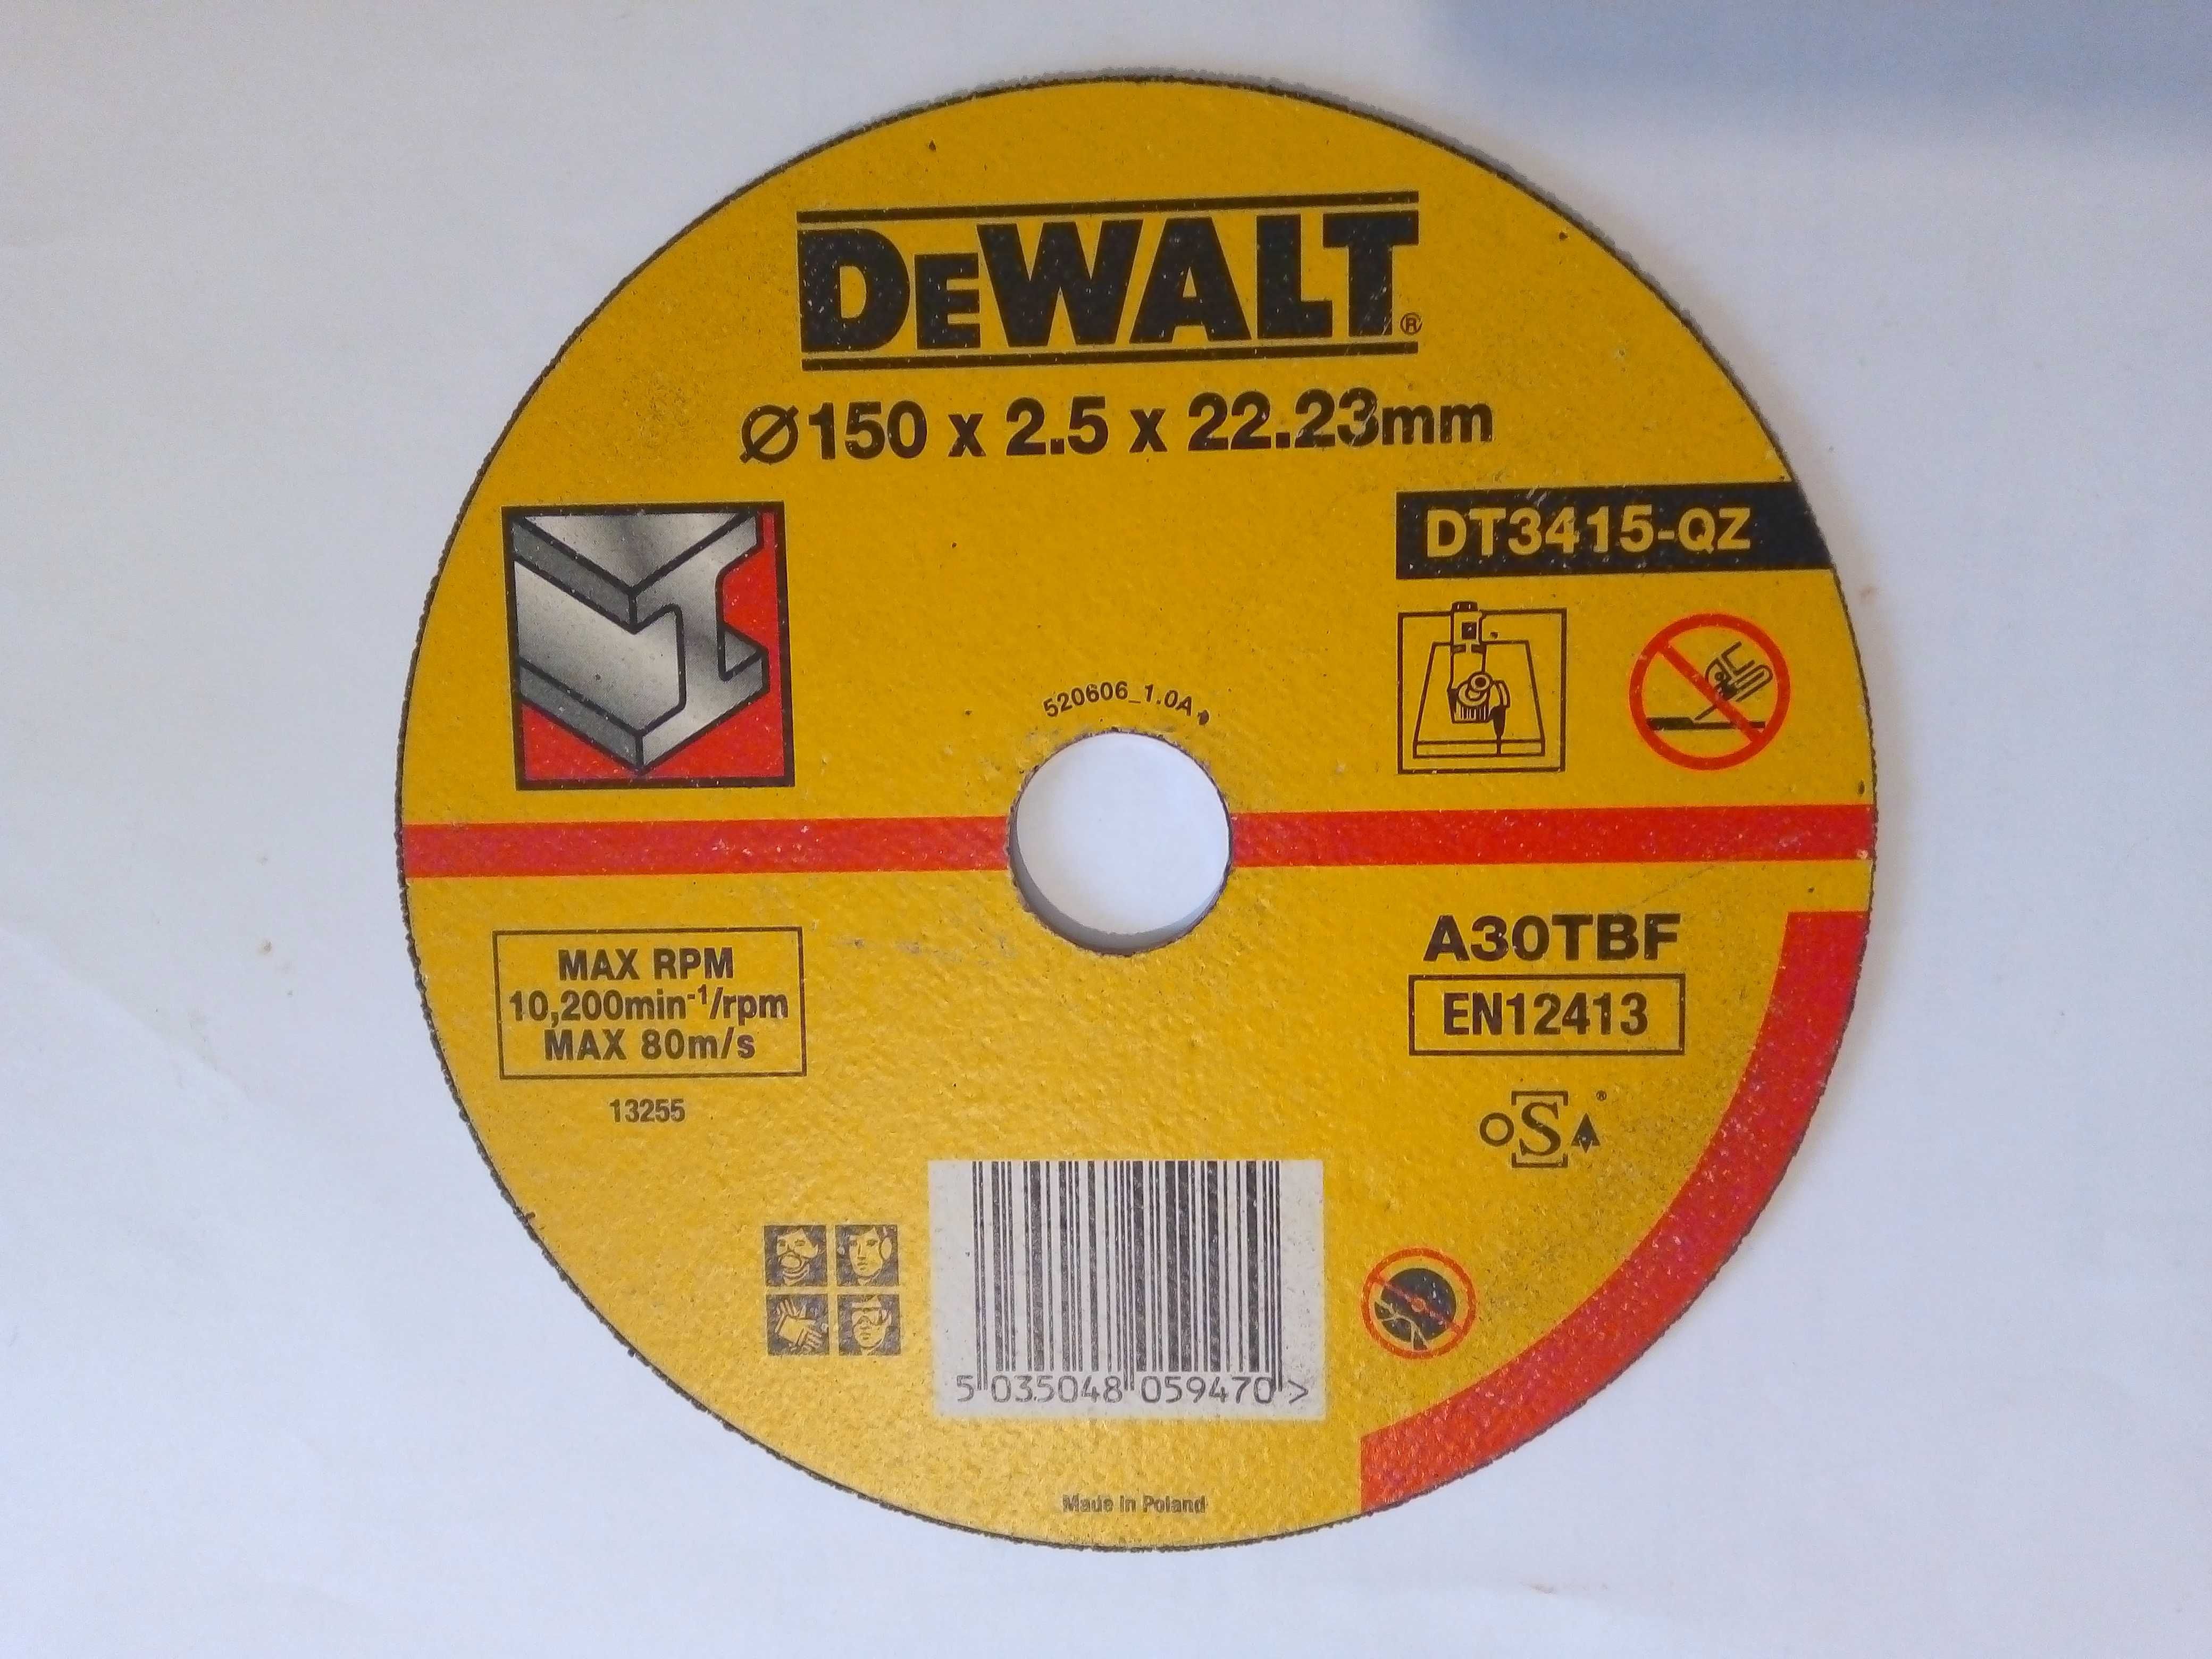 DEWALT®
Ø150 x 2.5 x 22.23mm
DT3415-QZ
520606_1.0A
MAX RPM
10,200min-1/rpm
MAX 80m/s
13255
A30TBF
EN12413
oSA®
5 035048 059470 >
Made in Poland